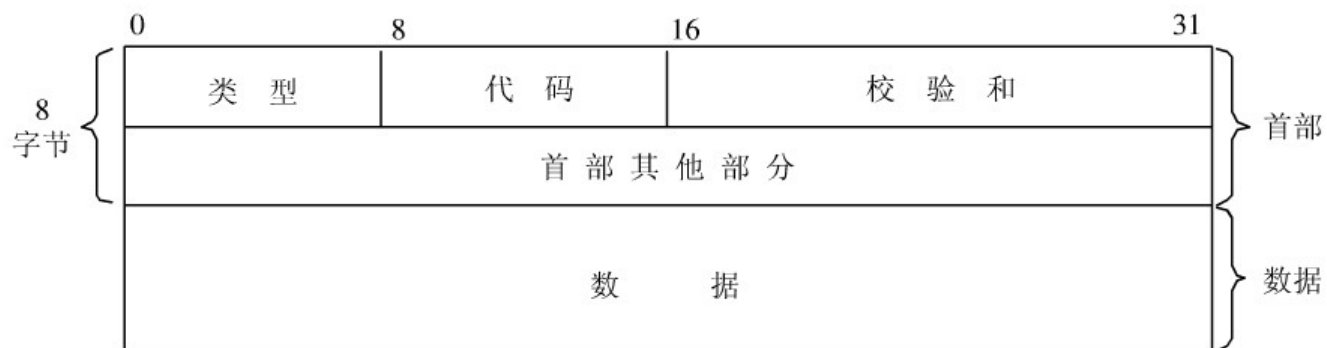 0 8 16 31
类 型 代 码 校 验 和
8
字节
首部
首 部 其 他 部 分
数 据
数据